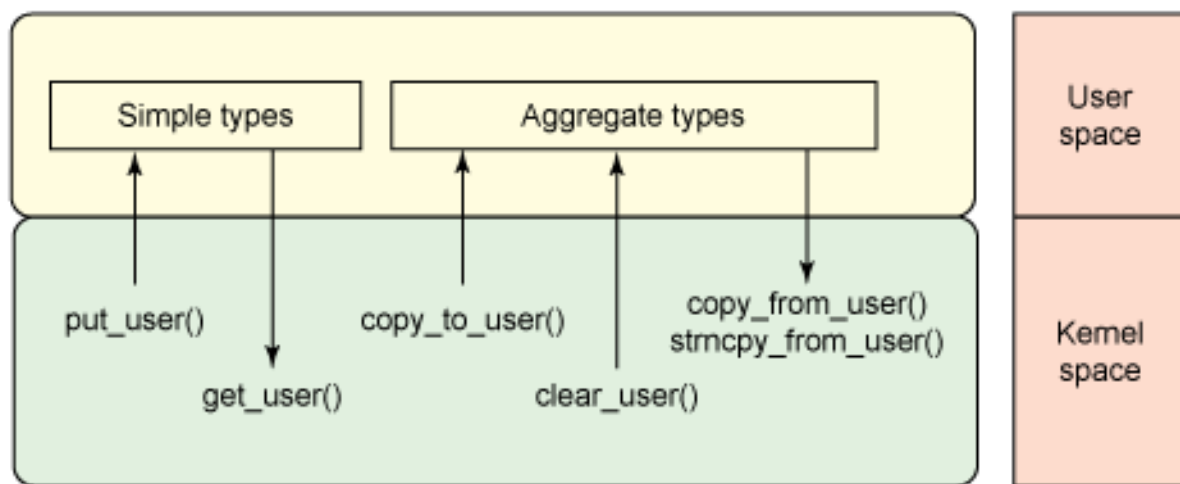 Simple types
Aggregate types
User
space
put_user()
copy_to_user()
copy_from_user()
strncpy_from_user()
get_user()
clear_user()
Kernel
space